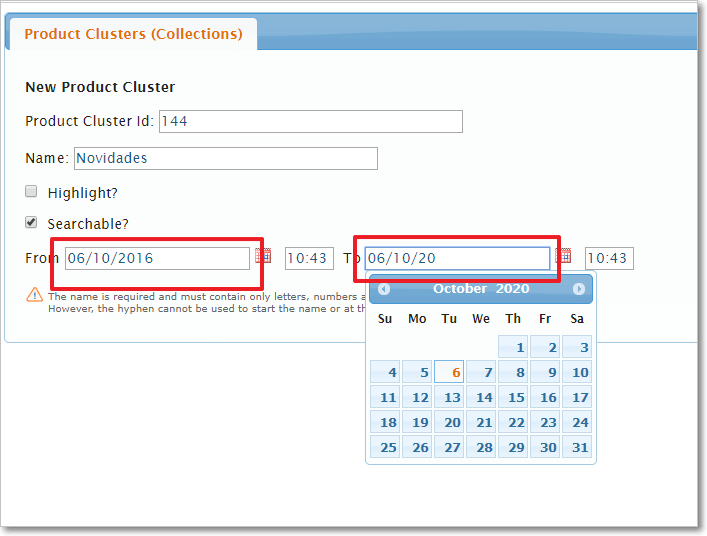 Product Clusters (Collections)
New Product Cluster
Product Cluster Id: 144
Name: Novidades
Highlight?
Searchable?
From 06/10/2016 10:43 To 06/10/20 10:43
The name is required and must contain only letters, numbers a
However, the hyphen cannot be used to start the name or at th
October 2020
Su Mo Tu We Th Fr Sa
1 2 3
4 5 6 7 8 9 10
11 12 13 14 15 16 17
18 19 20 21 22 23 24
25 26 27 28 29 30 31